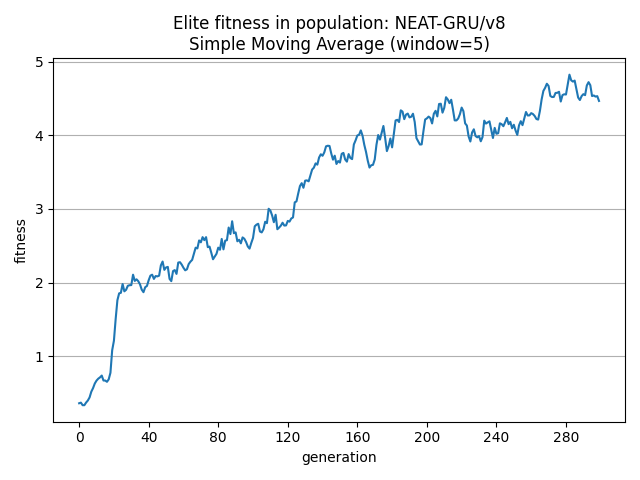 Elite fitness in population: NEAT-GRU/v8
Simple Moving Average (window=5)
5
4
3
2
1
fitness
0 40 80 120 160 200 240 280
generation